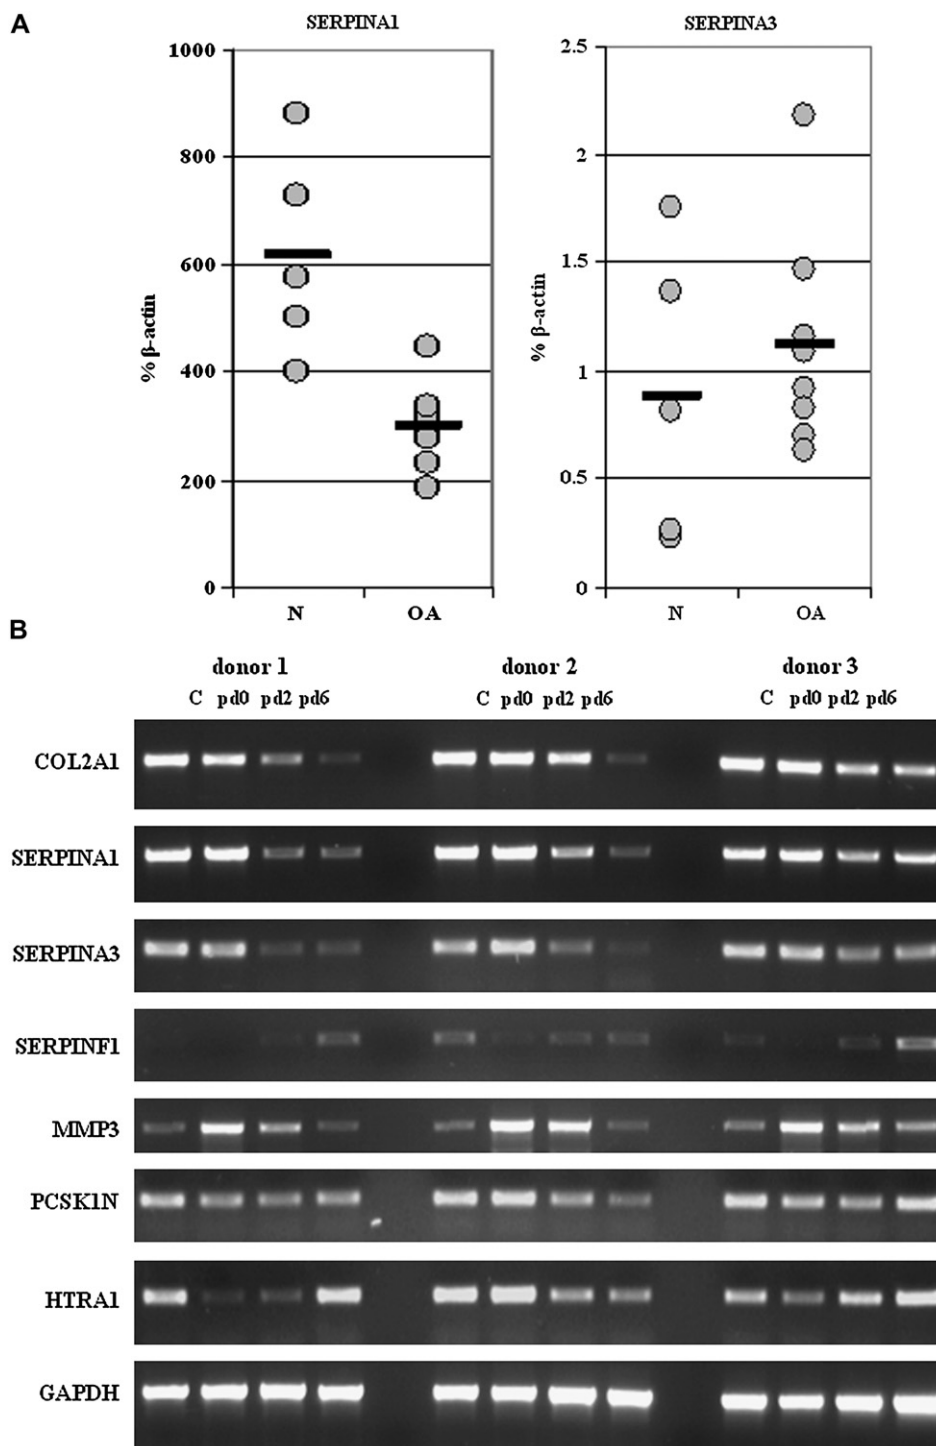 A
SERPINA1
SERPINA3
1000
800
600
400
200
0
% β-actin
N
OA
2.5
2
1.5
1
0.5
0
% β-actin
N
OA
B
donor 1
donor 2
donor 3
C pd0 pd2 pd6
C pd0 pd2 pd6
C pd0 pd2 pd6
COL2A1
SERPINA1
SERPINA3
SERPINF1
MMP3
PCSK1N
HTRA1
GAPDH